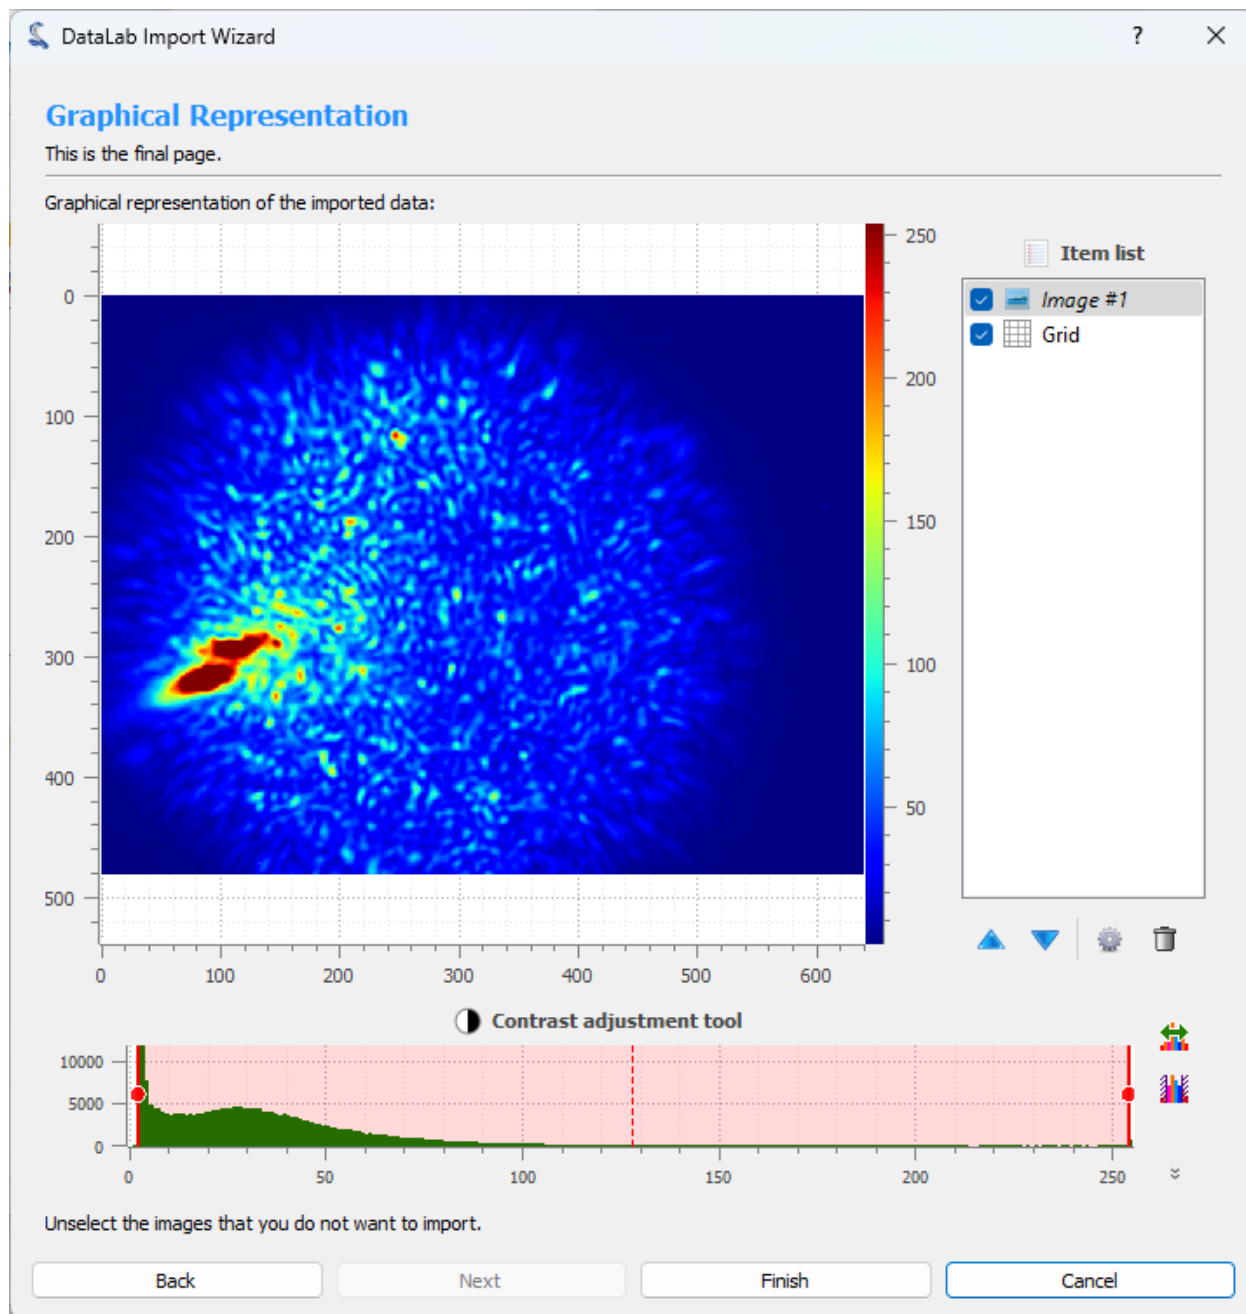 DataLab Import Wizard ? ×
Graphical Representation
This is the final page.
Graphical representation of the imported data:
0
100
200
300
400
500
0 100 200 300 400 500 600
250
200
150
100
50
Item list
Image #1
Grid
Contrast adjustment tool
10000
5000
0
0 50 100 150 200 250
Unselect the images that you do not want to import.
Back Next Finish Cancel